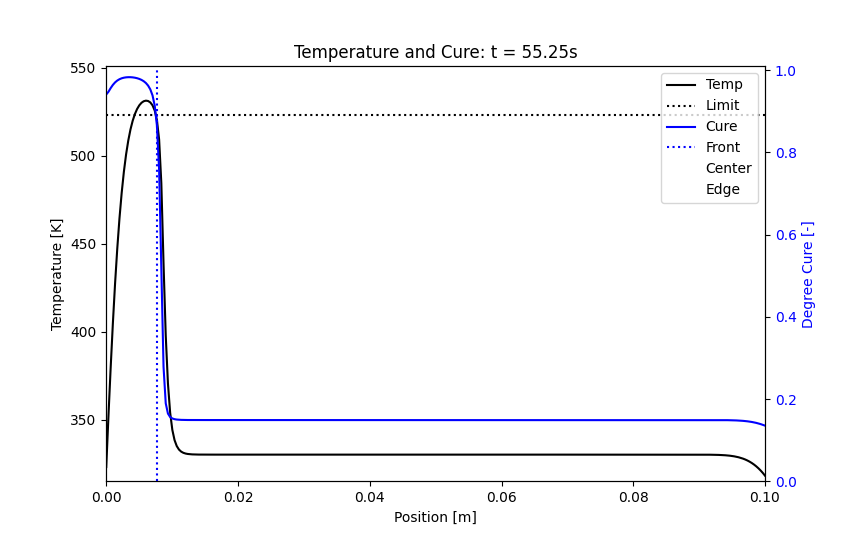 Temperature and Cure: t = 55.25s
550
500
450
400
350
Temperature [K]
1.0
0.8
0.6
0.4
0.2
0.0
Degree Cure [-]
Temp
Limit
Cure
Front
Center
Edge
0.00
0.02
0.04
0.06
0.08
0.10
Position [m]